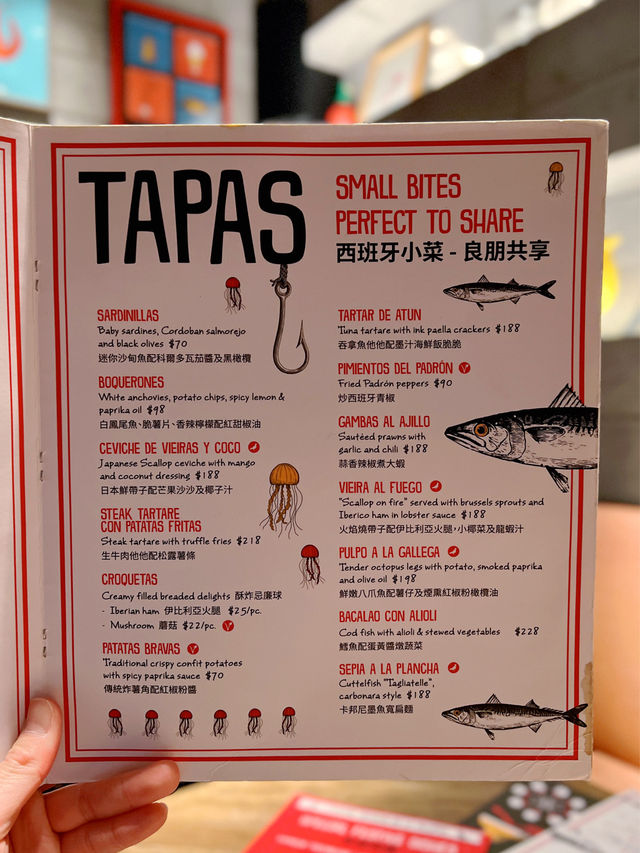 TAPAS
SMALL BITES
PERFECT TO SHARE
西班牙小菜 - 良朋共享
SARDINILLAS
Baby sardines, Cordoban salmorejo
and black olives $70
迷你沙甸魚配科爾多瓦茄醬及黑橄欖
BOQUERONES
White anchovies, potato chips, spicy lemon &
paprika oil $98
白鳳尾魚、脆薯片、香辣檸檬配紅甜椒油
CEVICHE DE VIEIRAS Y COCO
Japanese Scallop ceviche with mango
and coconut dressing $188
日本鮮帶子配芒果沙沙及椰子汁
STEAK TARTARE
CON PATATAS FRITAS
Steak tartare with truffle fries $218
生牛肉他他配松露薯條
CROQUETAS
Creamy filled breaded delights 酥炸忌廉球
- Iberian ham 伊比利亞火腿 $25/pc.
- Mushroom 蘑菇 $22/pc. V
PATATAS BRAVAS V
Traditional crispy confit potatoes
with spicy paprika sauce $70
傳統炸薯角配紅椒粉醬
TARTAR DE ATUN
Tuna tartare with ink paella crackers $188
吞拿魚他他配墨汁海鮮飯脆脆
PIMIENTOS DEL PADRÓN V
Fried Padrón peppers $90
炒西班牙青椒
GAMBAS AL AJILLO
Sautéed prawns with
garlic and chili $188
蒜香辣椒煮大蝦
VIEIRA AL FUEGO
"Scallop on fire" served with brussels sprouts and
Iberico ham in lobster sauce $188
火焰燒帶子配伊比利亞火腿，小椰菜及龍蝦汁
PULPO A LA GALLEGA
Tender octopus legs with potato, smoked paprika
and olive oil $198
鮮嫩八爪魚配薯仔及煙熏紅椒粉橄欖油
BACALAO CON ALIOLI
Cod fish with alioli & stewed vegetables $228
鱈魚配蛋黃醬燉蔬菜
SEPIA A LA PLANCHA
Cuttelfish "Tagliatelle",
carbonara style $188
卡邦尼墨魚寬扁麵